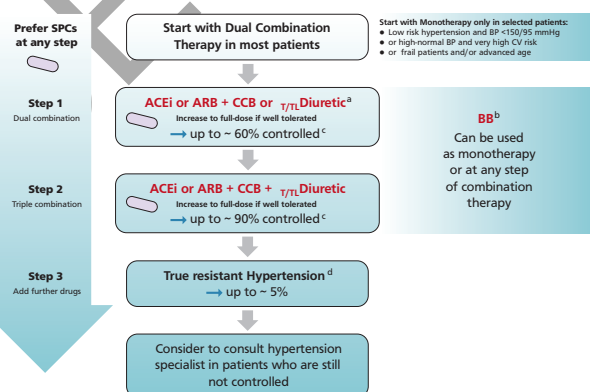 Prefer SPCs
at any step
Start with Dual Combination
Therapy in most patients
Start with Monotherapy only in selected patients:
● Low risk hypertension and BP <150/95 mmHg
● or high-normal BP and very high CV risk
● or frail patients and/or advanced age
Step 1
Dual combination
ACEi or ARB + CCB or T/TLDiuretic a
Increase to full-dose if well tolerated
→ up to ~ 60% controlled c
BB b
Can be used
as monotherapy
or at any step
of combination
therapy
Step 2
Triple combination
ACEi or ARB + CCB + T/TLDiuretic
Increase to full-dose if well tolerated
→ up to ~ 90% controlled c
Step 3
Add further drugs
True resistant Hypertension d
→ up to ~ 5%
Consider to consult hypertension
specialist in patients who are still
not controlled